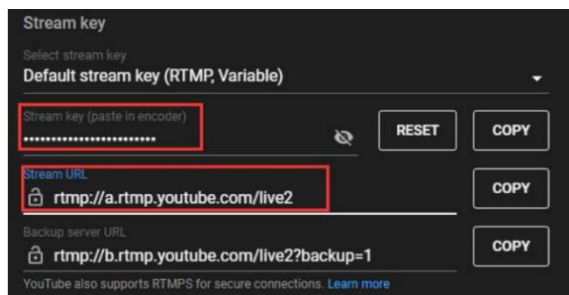 Stream key
Select stream key
Default stream key (RTMP, Variable)
Stream key (paste in encoder)
••••••••••••••••••••••••
RESET
COPY
Stream URL
rtmp://a.rtmp.youtube.com/live2
COPY
Backup server URL
rtmp://b.rtmp.youtube.com/live2?backup=1
COPY
YouTube also supports RTMPS for secure connections. Learn more